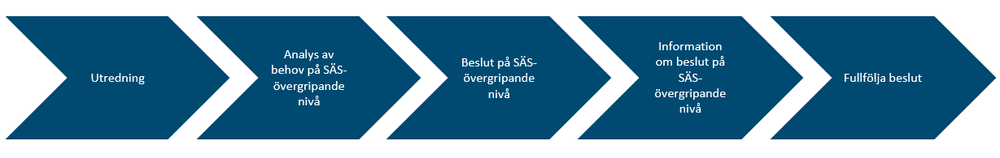 Utredning
Analys av
behov på SÄS-
övergripande
nivå
Beslut på SÄS-
övergripande
nivå
Information
om beslut på
SÄS-
övergripande
nivå
Fullfölja beslut